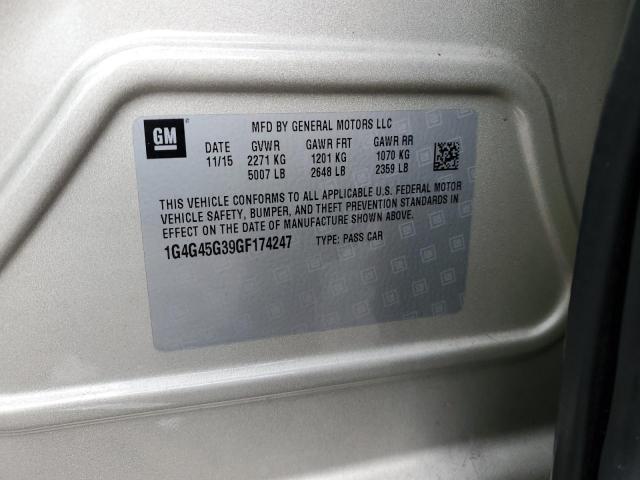 GM
MFD BY GENERAL MOTORS LLC
DATE GVWR GAWR FRT GAWR RR
11/15 2271 KG 1201 KG 1070 KG
5007 LB 2648 LB 2359 LB
THIS VEHICLE CONFORMS TO ALL APPLICABLE U.S. FEDERAL MOTOR
VEHICLE SAFETY, BUMPER, AND THEFT PREVENTION STANDARDS IN
EFFECT ON THE DATE OF MANUFACTURE SHOWN ABOVE.
1G4G45G39GF174247 TYPE: PASS CAR